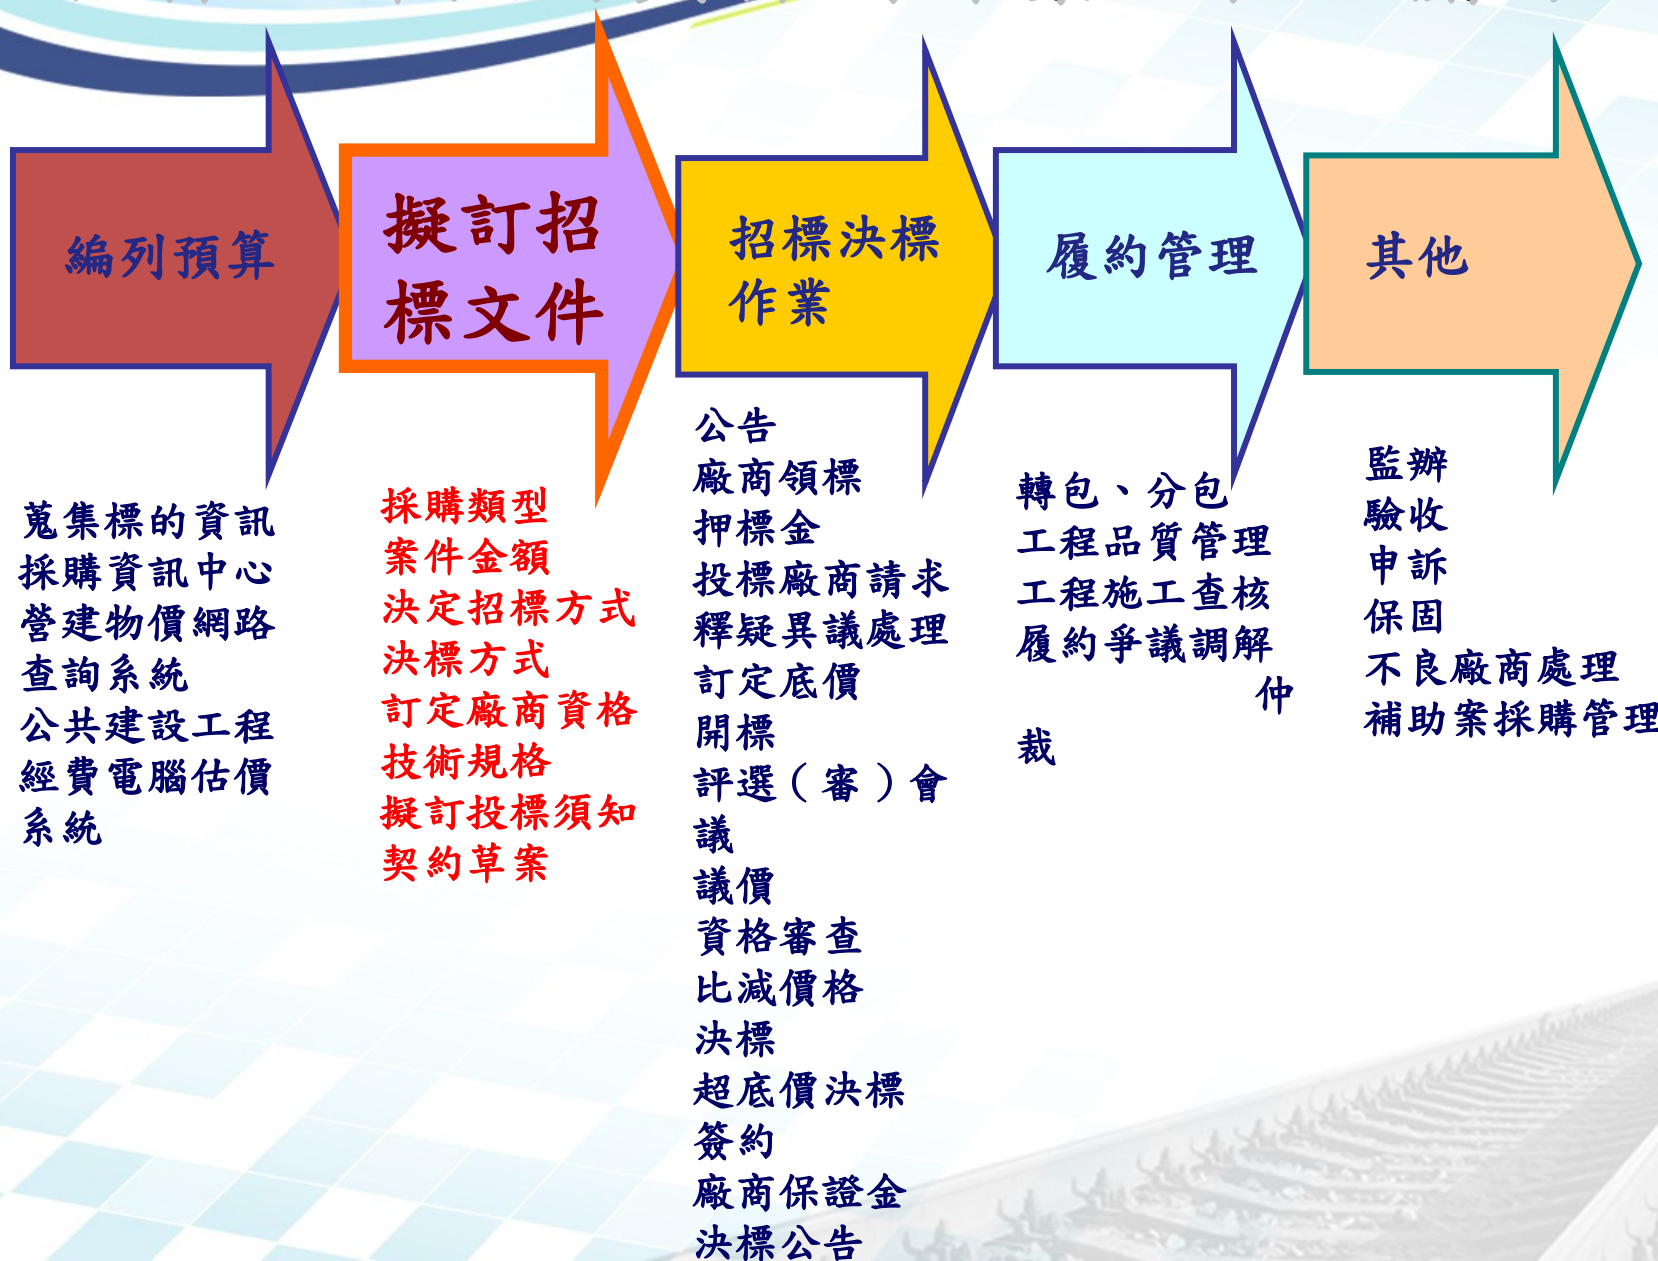 編列預算
擬訂招
標文件
招標決標
作業
履約管理
其他
蒐集標的資訊
採購資訊中心
營建物價網路
查詢系統
公共建設工程
經費電腦估價
系統
採購類型
案件金額
決定招標方式
決標方式
訂定廠商資格
技術規格
擬訂投標須知
契約草案
公告
廠商領標
押標金
投標廠商請求
釋疑異議處理
訂定底價
開標
評選（審）會
議
議價
資格審查
比減價格
決標
超底價決標
簽約
廠商保證金
決標公告
轉包、分包
工程品質管理
工程施工查核
履約爭議調解
仲
裁
監辦
驗收
申訴
保固
不良廠商處理
補助案採購管理